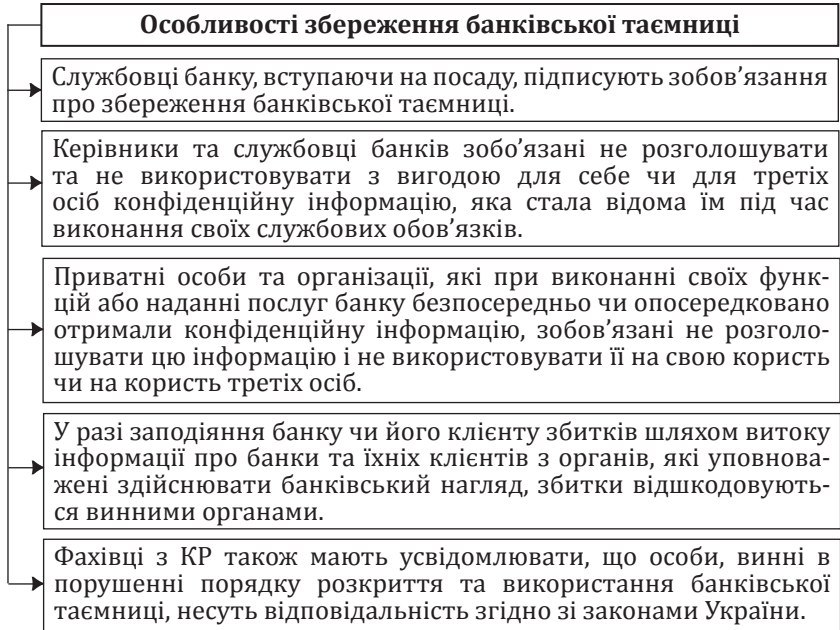 Особливості збереження банківської таємниці
Службовці банку, вступаючи на посаду, підписують зобов’язання
про збереження банківської таємниці.
Керівники та службовці банків зобо’язані не розголошувати
та не використовувати з вигодою для себе чи для третіх
осіб конфіденційну інформацію, яка стала відома їм під час
виконання своїх службових обов’язків.
Приватні особи та організації, які при виконанні своїх функ-
цій або наданні послуг банку безпосередньо чи опосередковано
отримали конфіденційну інформацію, зобов’язані не розголо-
шувати цю інформацію і не використовувати її на свою користь
чи на користь третіх осіб.
У разі заподіяння банку чи його клієнту збитків шляхом витоку
інформації про банки та їхніх клієнтів з органів, які уповнова-
жені здійснювати банківський нагляд, збитки відшкодовують-
ся винними органами.
Фахівці з КР також мають усвідомлювати, що особи, винні в
порушенні порядку розкриття та використання банківської
таємниці, несуть відповідальність згідно зі законами України.